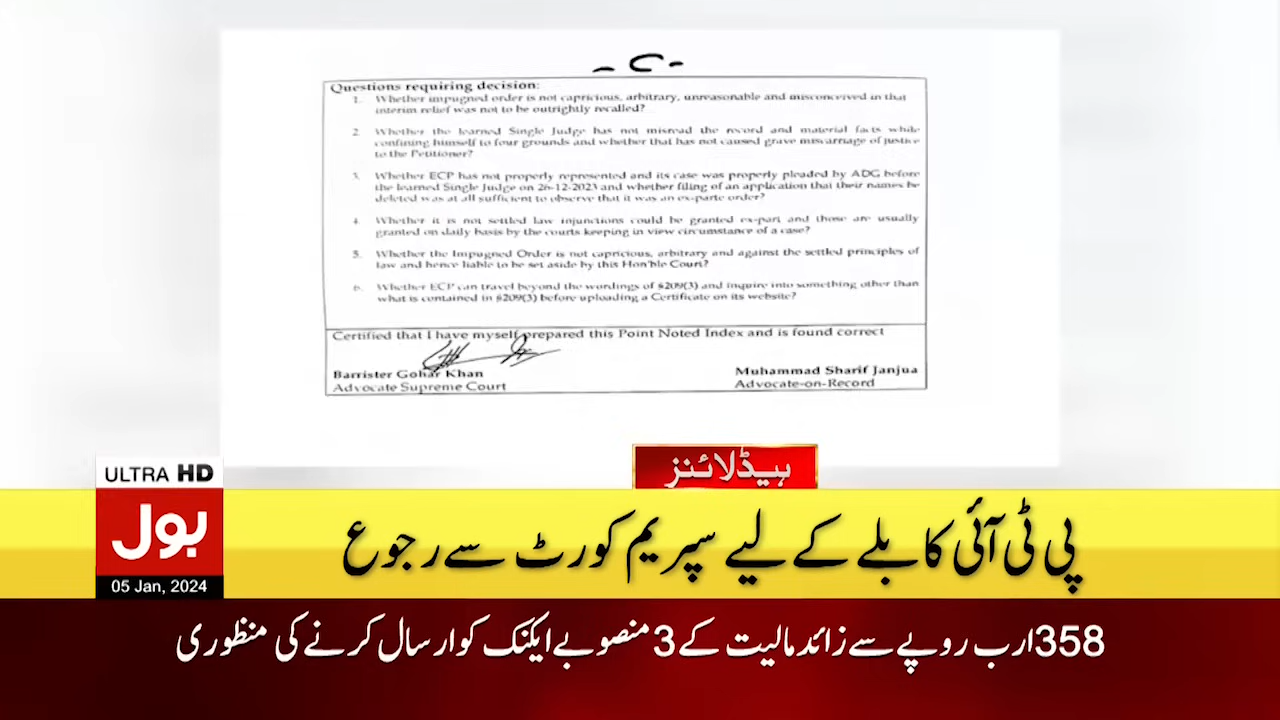 - C -
Questions requiring decision:
1. Whether impugned order is not capricious, arbitrary, unreasonable and misconceived in that
interim relief was not to be outrightly recalled?
2. Whether the learned Single Judge has not misread the record and material facts while
confining himself to four grounds and whether that has not caused grave miscarriage of justice
to the Petitioner?
3. Whether ECP has not properly represented and its case was properly pleaded by ADG before
the learned Single Judge on 26-12-2023 and whether filing of an application that their names be
deleted was at all sufficient to observe that it was an ex-parte order?
4. Whether it is not settled law injunctions could be granted ex-part and those are usually
granted on daily basis by the courts keeping in view circumstance of a case?
5. Whether the Impugned Order is not capricious, arbitrary and against the settled principles of
law and hence liable to be set aside by this Hon'ble Court?
6. Whether ECP can travel beyond the wordings of §209(3) and inquire into something other than
what is contained in §209(3) before uploading a Certificate on its website?
Certified that I have myself prepared this Point Noted Index and is found correct
Barrister Gohar Khan
Advocate Supreme Court
Muhammad Sharif Janjua
Advocate-on-Record
ہیڈلائنز
ULTRA HD
بول
05 Jan, 2024
پی ٹی آئی کا بلے کے لیے سپریم کورٹ سے رجوع
358 ارب روپے سے زائد مالیت کے 3 منصوبے ایکنک کو ارسال کرنے کی منظوری